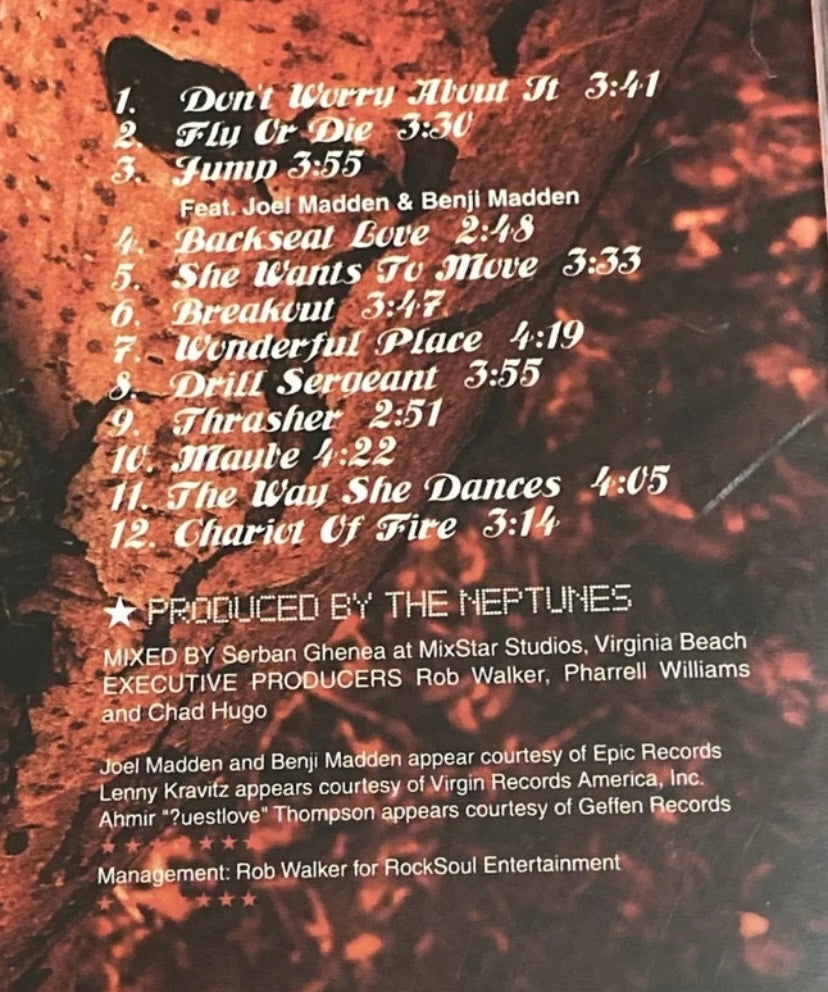 1. Don't Worry About It 3:41
2. Fly Or Die 3:30
3. Jump 3:55
Feat. Joel Madden & Benji Madden
4. Backseat Love 2:48
5. She Wants To Move 3:33
6. Breakout 3:47
7. Wonderful Place 4:19
8. Drill Sergeant 3:55
9. Thrasher 2:51
10. Maybe 4:22
11. The Way She Dances 4:05
12. Chariot Of Fire 3:14
★ PRODUCED BY THE NEPTUNES
MIXED BY Serban Ghenea at MixStar Studios, Virginia Beach
EXECUTIVE PRODUCERS Rob Walker, Pharrell Williams
and Chad Hugo
Joel Madden and Benji Madden appear courtesy of Epic Records
Lenny Kravitz appears courtesy of Virgin Records America, Inc.
Ahmir "?uestlove" Thompson appears courtesy of Geffen Records
Management: Rob Walker for RockSoul Entertainment